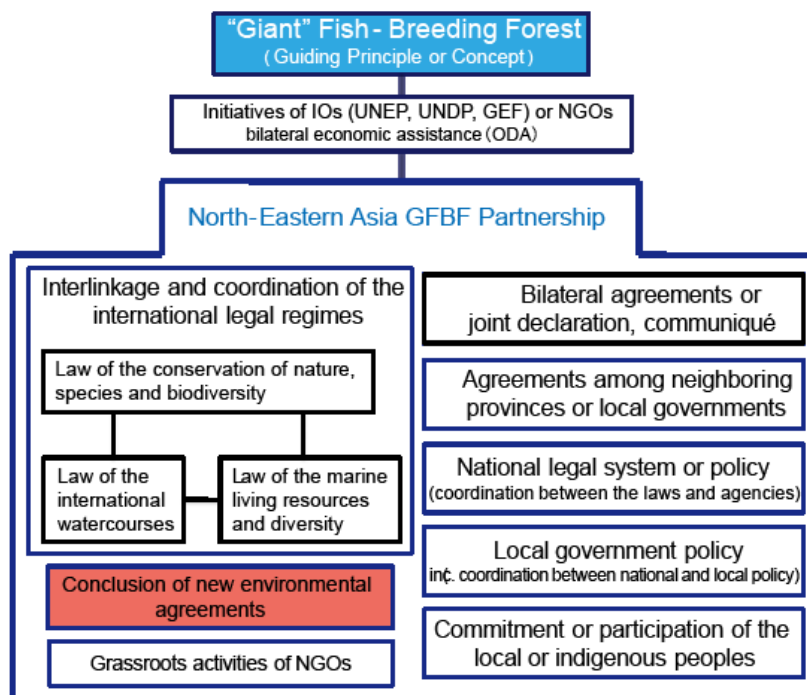 “Giant” Fish - Breeding Forest
(Guiding Principle or Concept)
Initiatives of IOs (UNEP, UNDP, GEF) or NGOs
bilateral economic assistance (ODA)
North-Eastern Asia GFBF Partnership
Interlinkage and coordination of the
international legal regimes
Law of the conservation of nature,
species and biodiversity
Law of the
international
watercourses
Law of the marine
living resources
and diversity
Conclusion of new environmental
agreements
Grassroots activities of NGOs
Bilateral agreements or
joint declaration, communiqué
Agreements among neighboring
provinces or local governments
National legal system or policy
(coordination between the laws and agencies)
Local government policy
inc. coordination between national and local policy)
Commitment or participation of the
local or indigenous peoples